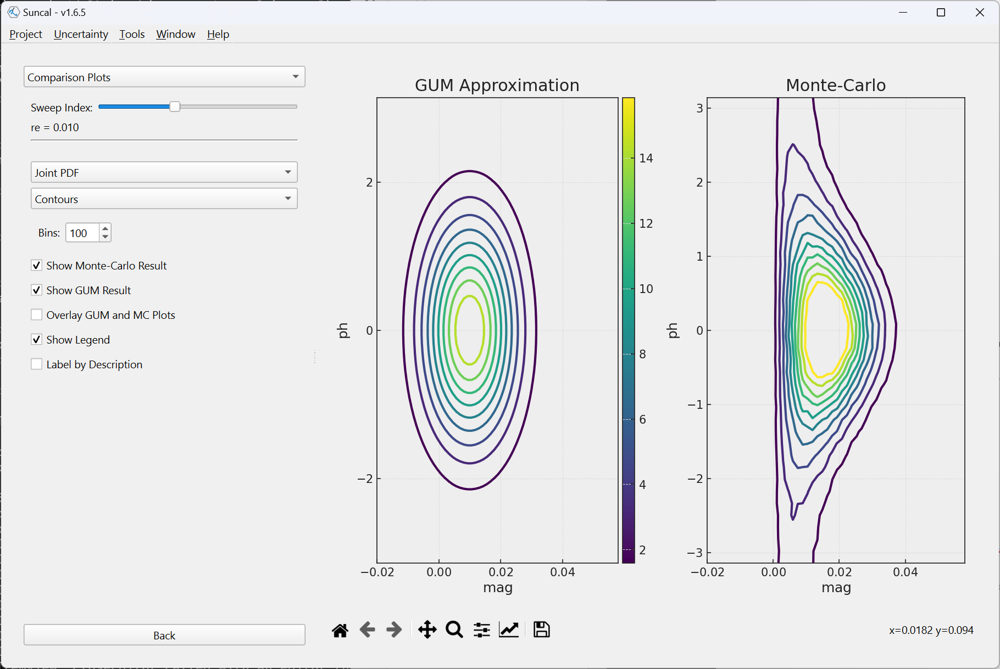 Suncal - v1.6.5
Project Uncertainty Tools Window Help
Comparison Plots
Sweep Index:
re = 0.010
Joint PDF
Contours
Bins: 100
Show Monte-Carlo Result
Show GUM Result
Overlay GUM and MC Plots
Show Legend
Label by Description
Back
GUM Approximation
2
0
−2
ph
−0.02 0.00 0.02 0.04
mag
14
12
10
8
6
4
2
Monte-Carlo
3
2
1
0
−1
−2
−3
ph
−0.02 0.00 0.02 0.04
mag
x=0.0182 y=0.094